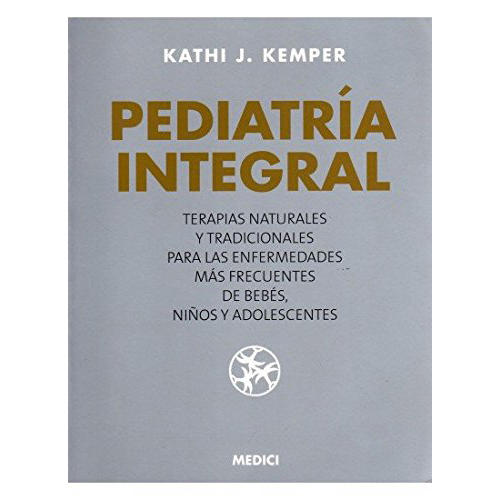 KATHI J. KEMPER
PEDIATRÍA
INTEGRAL
TERAPIAS NATURALES
Y TRADICIONALES
PARA LAS ENFERMEDADES
MÁS FRECUENTES
DE BEBÉS,
NIÑOS Y ADOLESCENTES
MEDICI